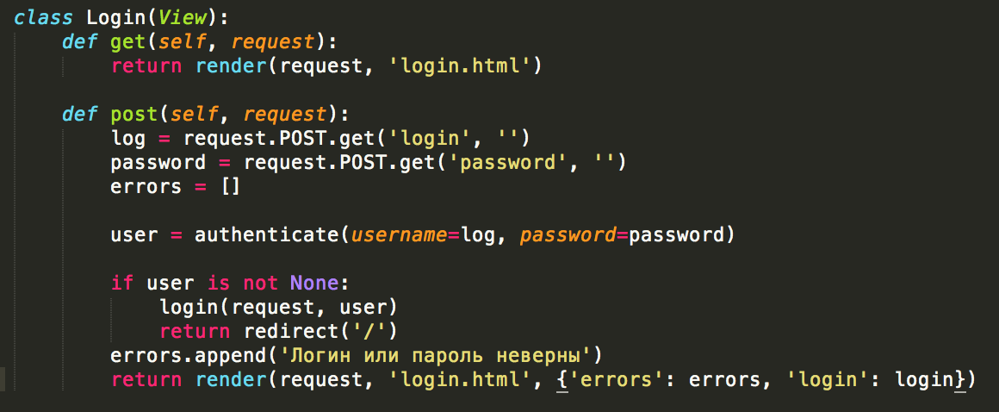 class Login(View):
    def get(self, request):
        return render(request, 'login.html')

    def post(self, request):
        log = request.POST.get('login', '')
        password = request.POST.get('password', '')
        errors = []

        user = authenticate(username=log, password=password)

        if user is not None:
            login(request, user)
            return redirect('/')
        errors.append('Логин или пароль неверны')
        return render(request, 'login.html', {'errors': errors, 'login': login})